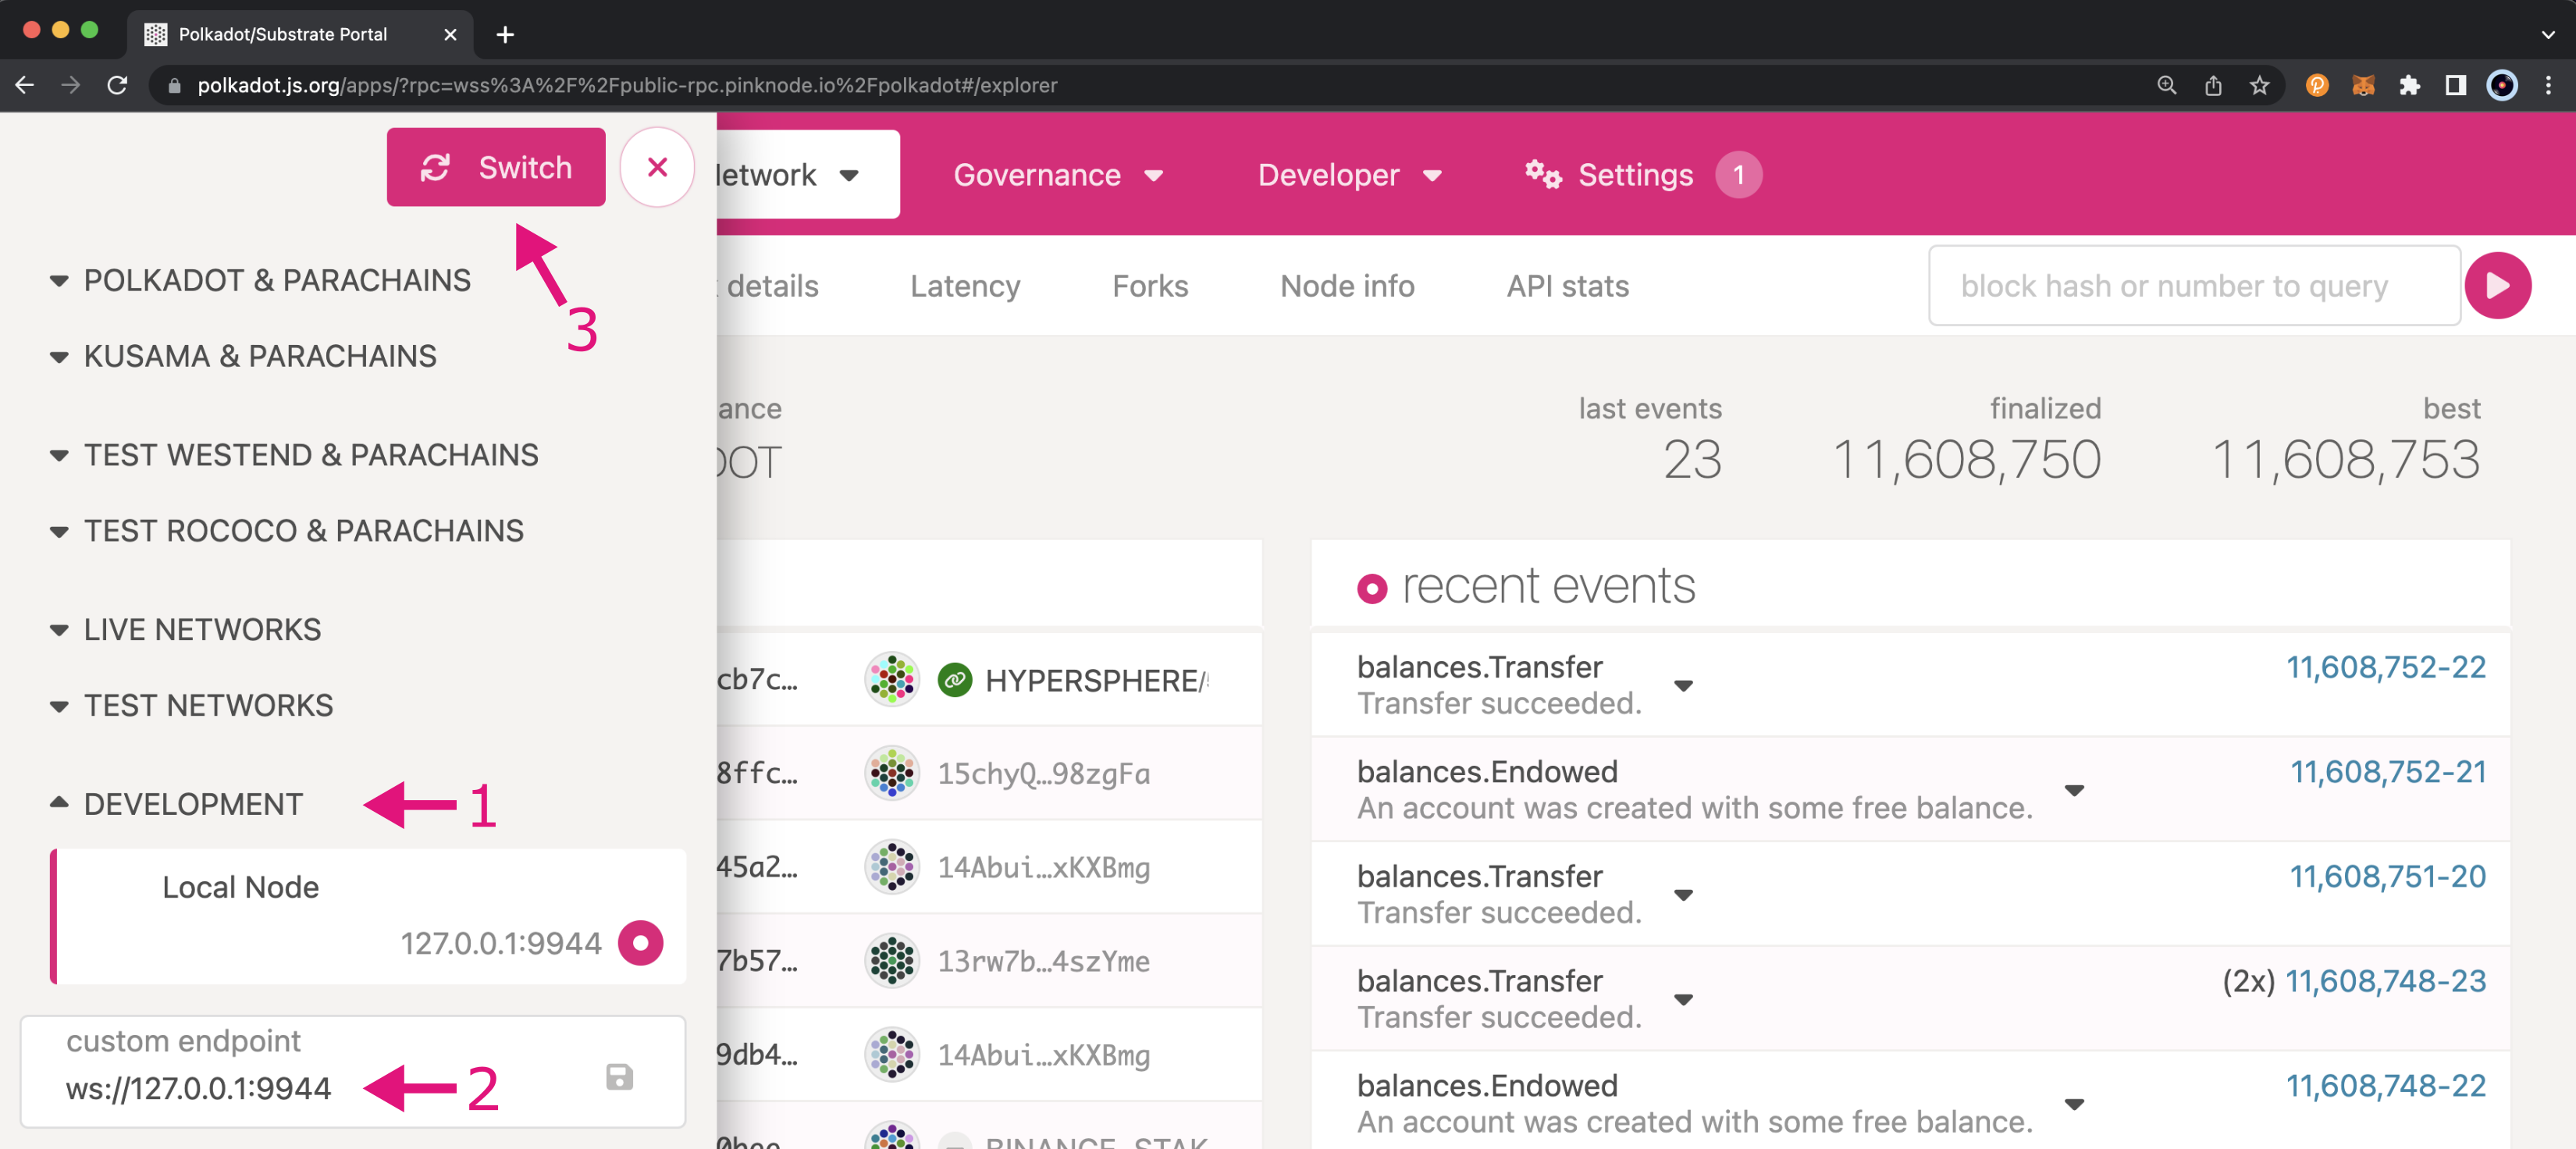 Polkadot/Substrate Portal
polkadot.js.org/apps/?rpc=wss%3A%2F%2Fpublic-rpc.pinknode.io%2Fpolkadot#/explorer
Switch
POLKADOT & PARACHAINS
3
KUSAMA & PARACHAINS
TEST WESTEND & PARACHAINS
TEST ROCOCO & PARACHAINS
LIVE NETWORKS
TEST NETWORKS
DEVELOPMENT
1
Local Node
127.0.0.1:9944
custom endpoint
ws://127.0.0.1:9944
2
etwork
Governance
Developer
Settings
1
details
Latency
Forks
Node info
API stats
block hash or number to query
ance
DOT
last events
23
finalized
11,608,750
best
11,608,753
cb7c...
HYPERSPHERE/
8ffc...
15chyQ…98zgFa
45a2...
14Abui…xKXBmg
7b57...
13rw7b…4szYme
9db4...
14Abui…xKXBmg
recent events
balances.Transfer
Transfer succeeded.
11,608,752-22
balances.Endowed
An account was created with some free balance.
11,608,752-21
balances.Transfer
Transfer succeeded.
11,608,751-20
balances.Transfer
Transfer succeeded.
(2x) 11,608,748-23
balances.Endowed
An account was created with some free balance.
11,608,748-22